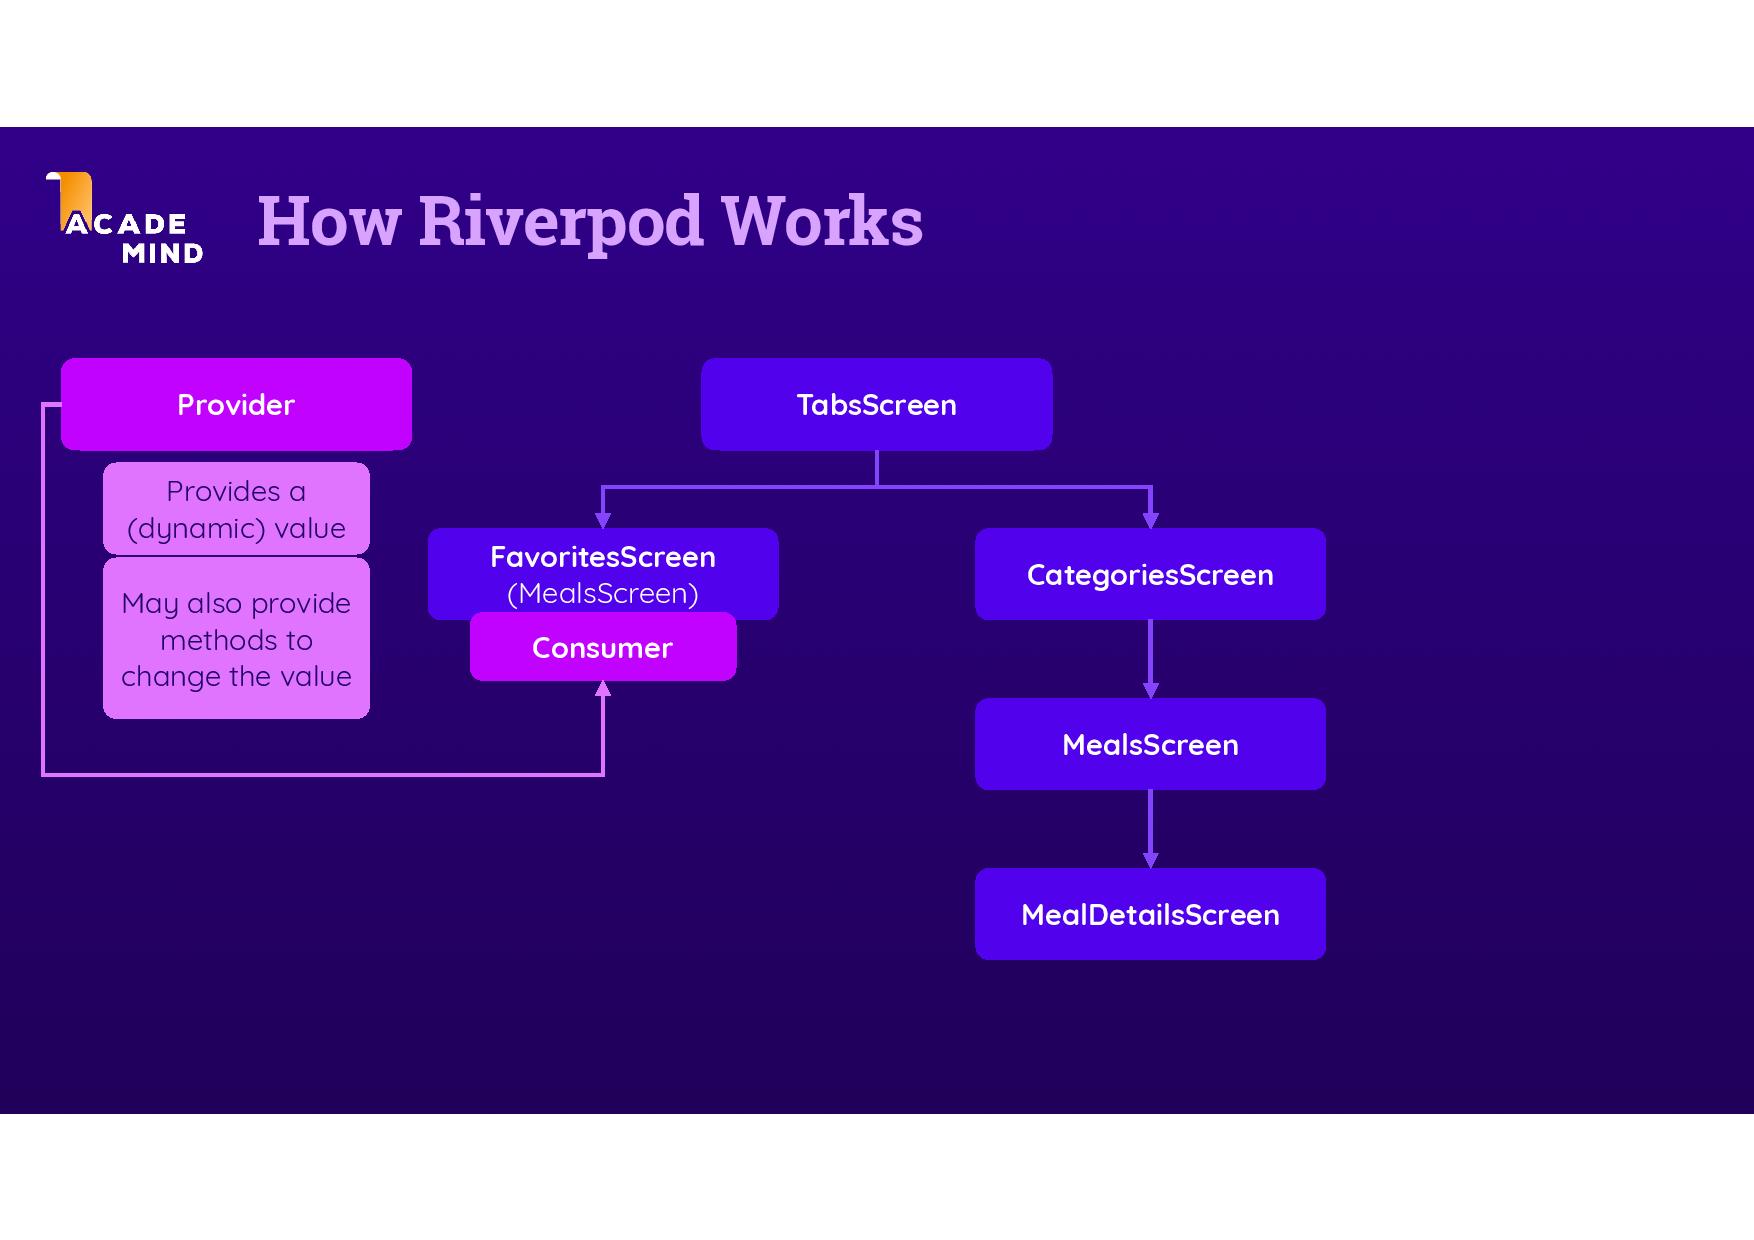 ACADE
MIND
How Riverpod Works
Provider
Provides a
(dynamic) value
May also provide
methods to
change the value
TabsScreen
FavoritesScreen
(MealsScreen)
Consumer
CategoriesScreen
MealsScreen
MealDetailsScreen